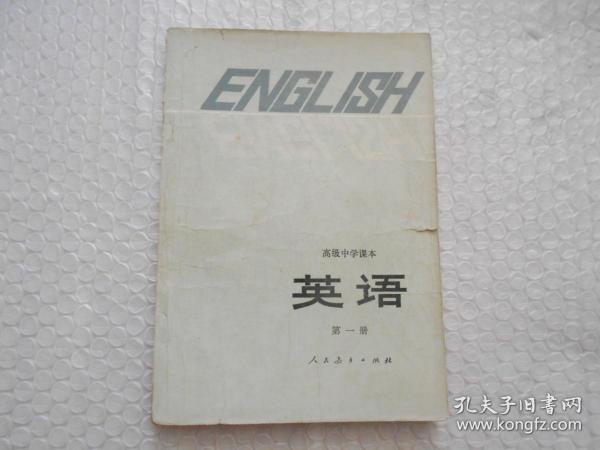 ENGLISH
高级中学课本
英语
第一册
人民教育出版社
孔夫子旧书网
www.kongfz.com